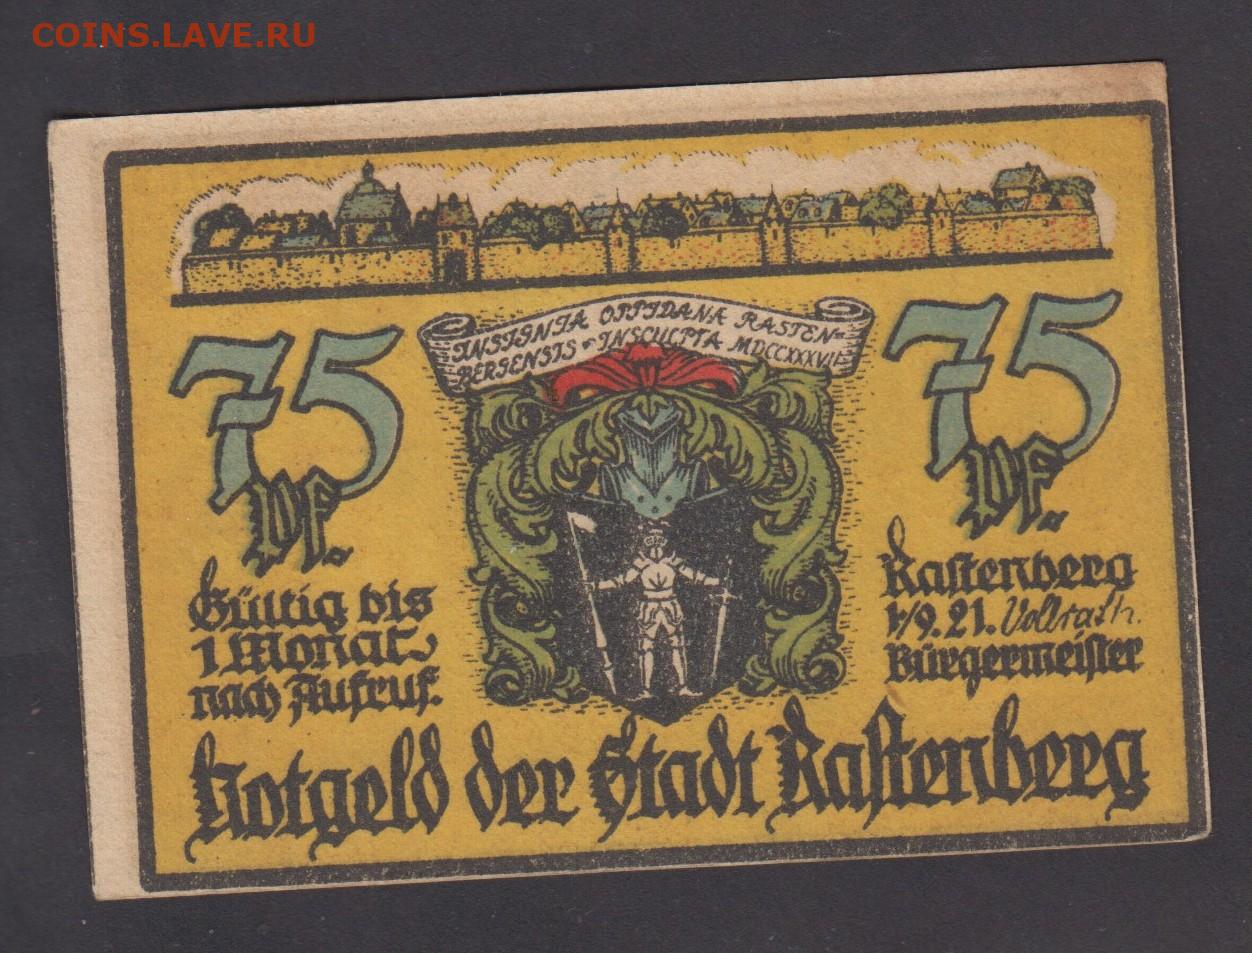 COINS.LAVE.RU
INSIGNIA OPPIDANA RASTEN=
BERGENSIS INSCULPTA MDCCXXXVII
75 75
Pf. Pf.
Gültig bis
1 Monat
nach Aufruf.
Rastenberg
1/9.21. Vollrath.
Bürgermeister
Notgeld der Stadt Rastenberg